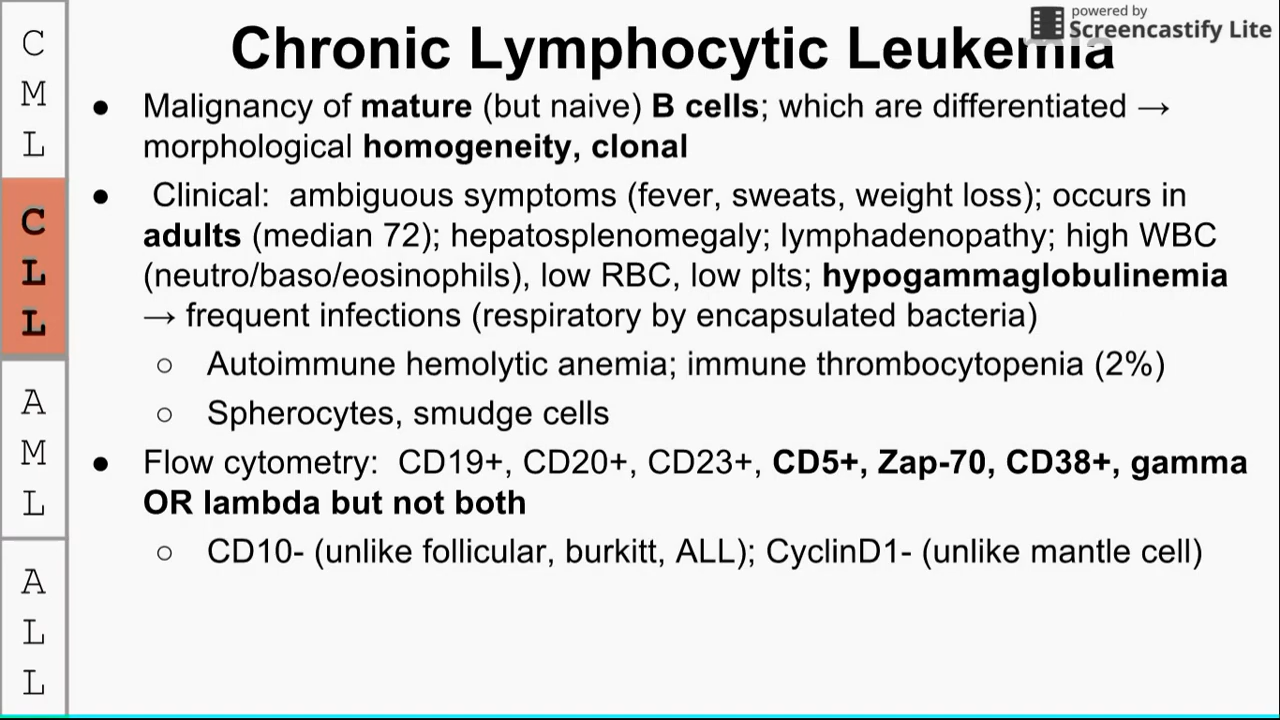 powered by
Screencastify Lite
Chronic Lymphocytic Leukemia
● Malignancy of mature (but naive) B cells; which are differentiated →
morphological homogeneity, clonal
● Clinical: ambiguous symptoms (fever, sweats, weight loss); occurs in
adults (median 72); hepatosplenomegaly; lymphadenopathy; high WBC
(neutro/baso/eosinophils), low RBC, low plts; hypogammaglobulinemia
→ frequent infections (respiratory by encapsulated bacteria)
○ Autoimmune hemolytic anemia; immune thrombocytopenia (2%)
○ Spherocytes, smudge cells
● Flow cytometry: CD19+, CD20+, CD23+, CD5+, Zap-70, CD38+, gamma
OR lambda but not both
○ CD10- (unlike follicular, burkitt, ALL); CyclinD1- (unlike mantle cell)
C
M
L
C
L
L
A
M
L
A
L
L